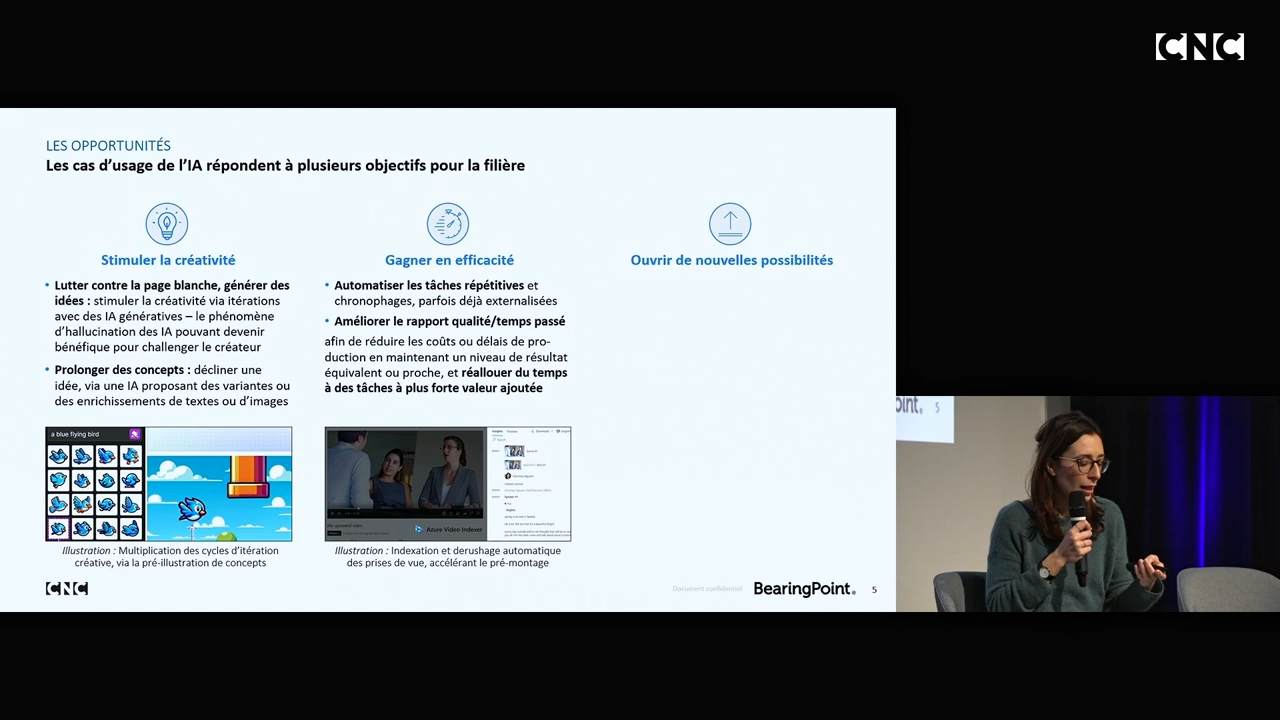 CNC
LES OPPORTUNITÉS
Les cas d’usage de l’IA répondent à plusieurs objectifs pour la filière
Stimuler la créativité
• Lutter contre la page blanche, générer des
idées : stimuler la créativité via itérations
avec des IA génératives – le phénomène
d’hallucination des IA pouvant devenir
bénéfique pour challenger le créateur
• Prolonger des concepts : décliner une
idée, via une IA proposant des variantes ou
des enrichissements de textes ou d’images
a blue flying bird
Illustration : Multiplication des cycles d’itération
créative, via la pré-illustration de concepts
Gagner en efficacité
• Automatiser les tâches répétitives et
chronophages, parfois déjà externalisées
• Améliorer le rapport qualité/temps passé
afin de réduire les coûts ou délais de pro-
duction en maintenant un niveau de résultat
équivalent ou proche, et réallouer du temps
à des tâches à plus forte valeur ajoutée
Azure Video Indexer
Illustration : Indexation et derushage automatique
des prises de vue, accélérant le pré-montage
Ouvrir de nouvelles possibilités
CNC
Document confidentiel
BearingPoint®
5
oint®
5